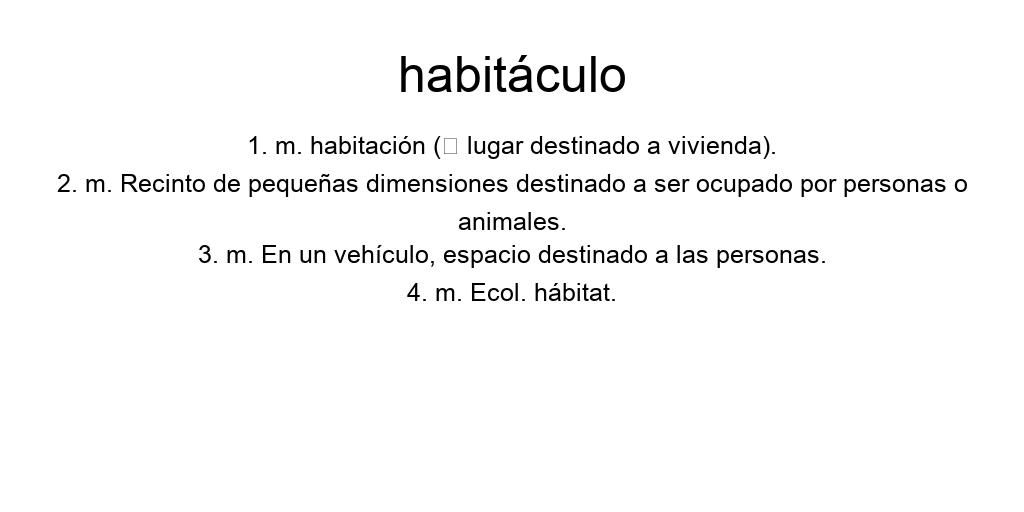 habitáculo
1. m. habitación (□ lugar destinado a vivienda).
2. m. Recinto de pequeñas dimensiones destinado a ser ocupado por personas o
animales.
3. m. En un vehículo, espacio destinado a las personas.
4. m. Ecol. hábitat.